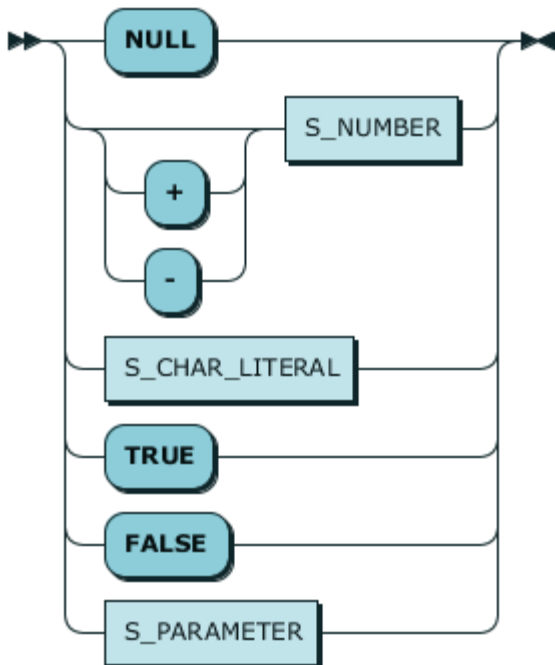 NULL
S_NUMBER
+
-
S_CHAR_LITERAL
TRUE
FALSE
S_PARAMETER